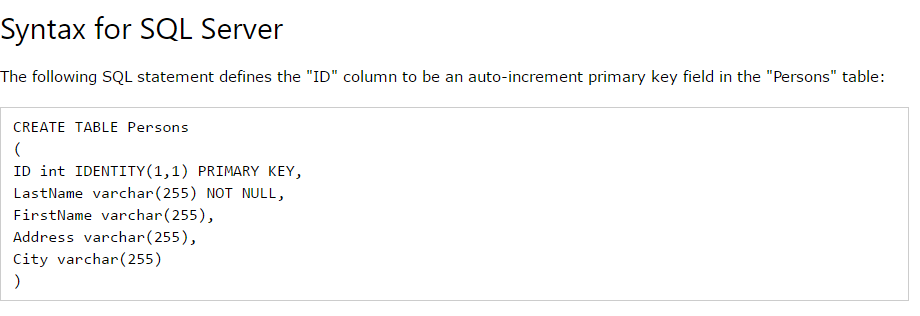 Syntax for SQL Server
The following SQL statement defines the "ID" column to be an auto-increment primary key field in the "Persons" table:
CREATE TABLE Persons
(
ID int IDENTITY(1,1) PRIMARY KEY,
LastName varchar(255) NOT NULL,
FirstName varchar(255),
Address varchar(255),
City varchar(255)
)